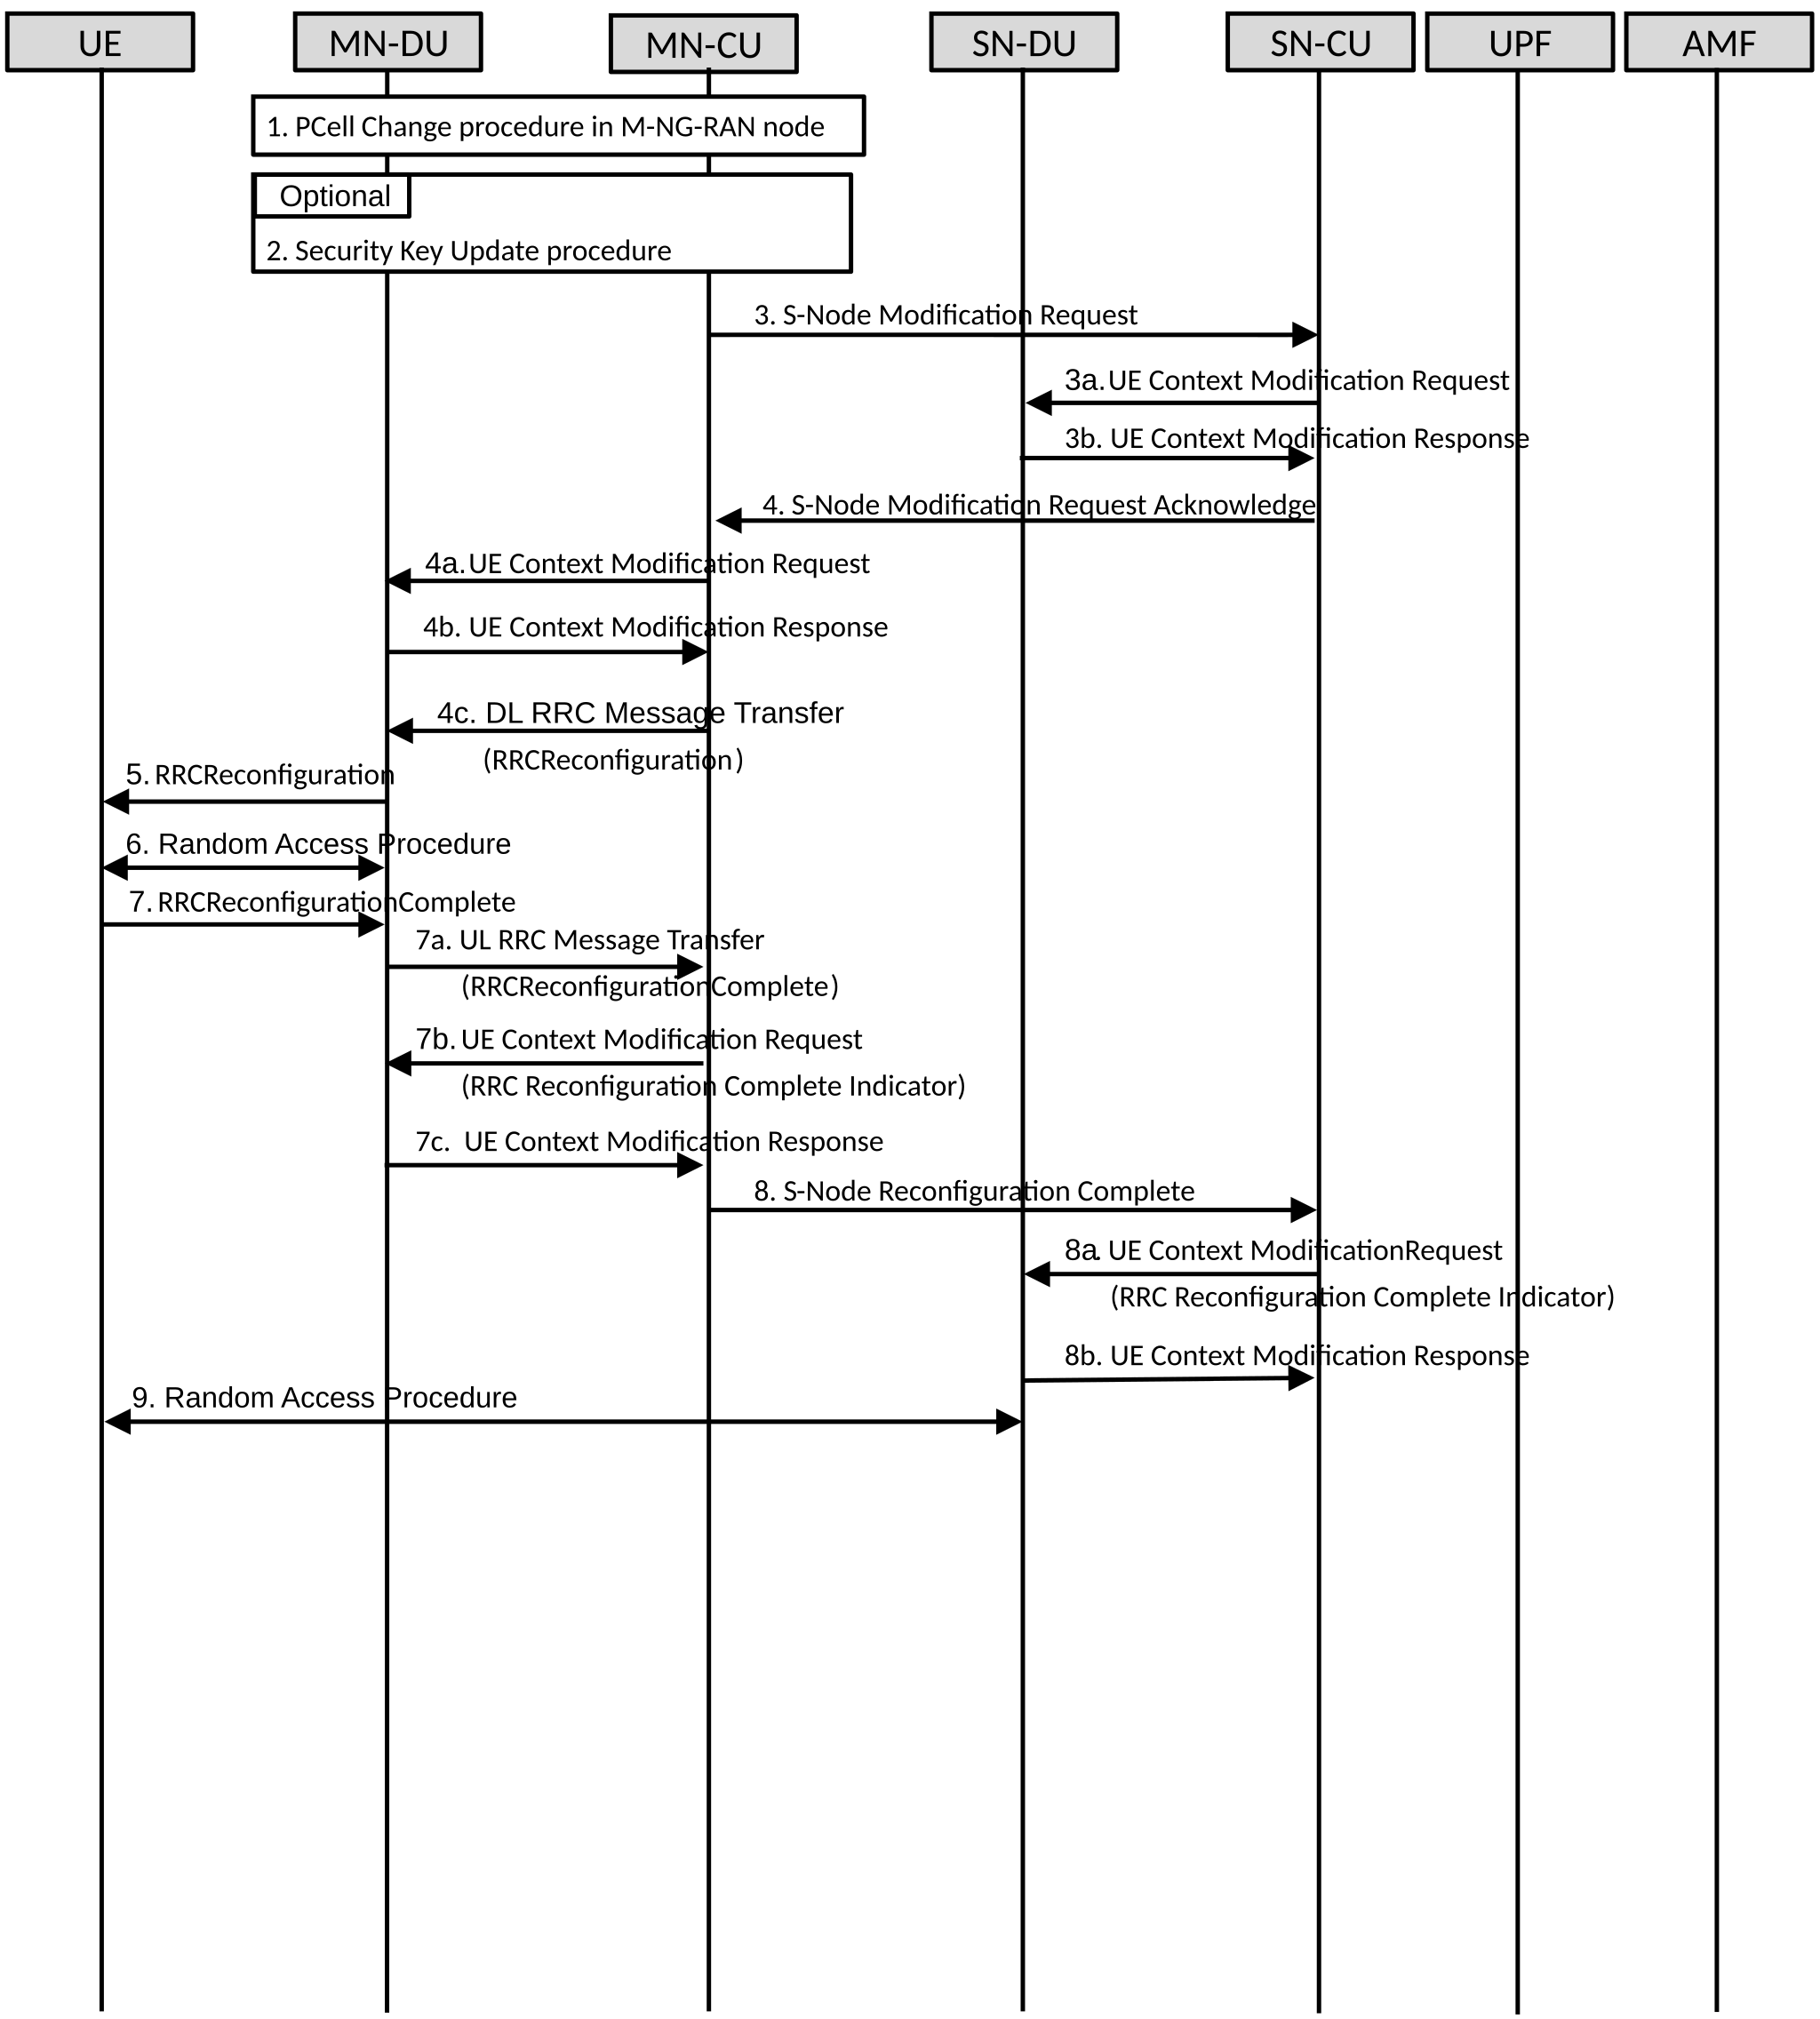 UE MN-DU MN-CU SN-DU SN-CU UPF AMF
1. PCell Change procedure in M-NG-RAN node
Optional
2. Security Key Update procedure
3. S-Node Modification Request
3a. UE Context Modification Request
3b. UE Context Modification Response
4. S-Node Modification Request Acknowledge
4a. UE Context Modification Request
4b. UE Context Modification Response
4c. DL RRC Message Transfer
(RRCReconfiguration)
5. RRCReconfiguration
6. Random Access Procedure
7. RRCReconfigurationComplete
7a. UL RRC Message Transfer
(RRCReconfigurationComplete)
7b. UE Context Modification Request
(RRC Reconfiguration Complete Indicator)
7c. UE Context Modification Response
8. S-Node Reconfiguration Complete
8a. UE Context ModificationRequest
(RRC Reconfiguration Complete Indicator)
8b. UE Context Modification Response
9. Random Access Procedure